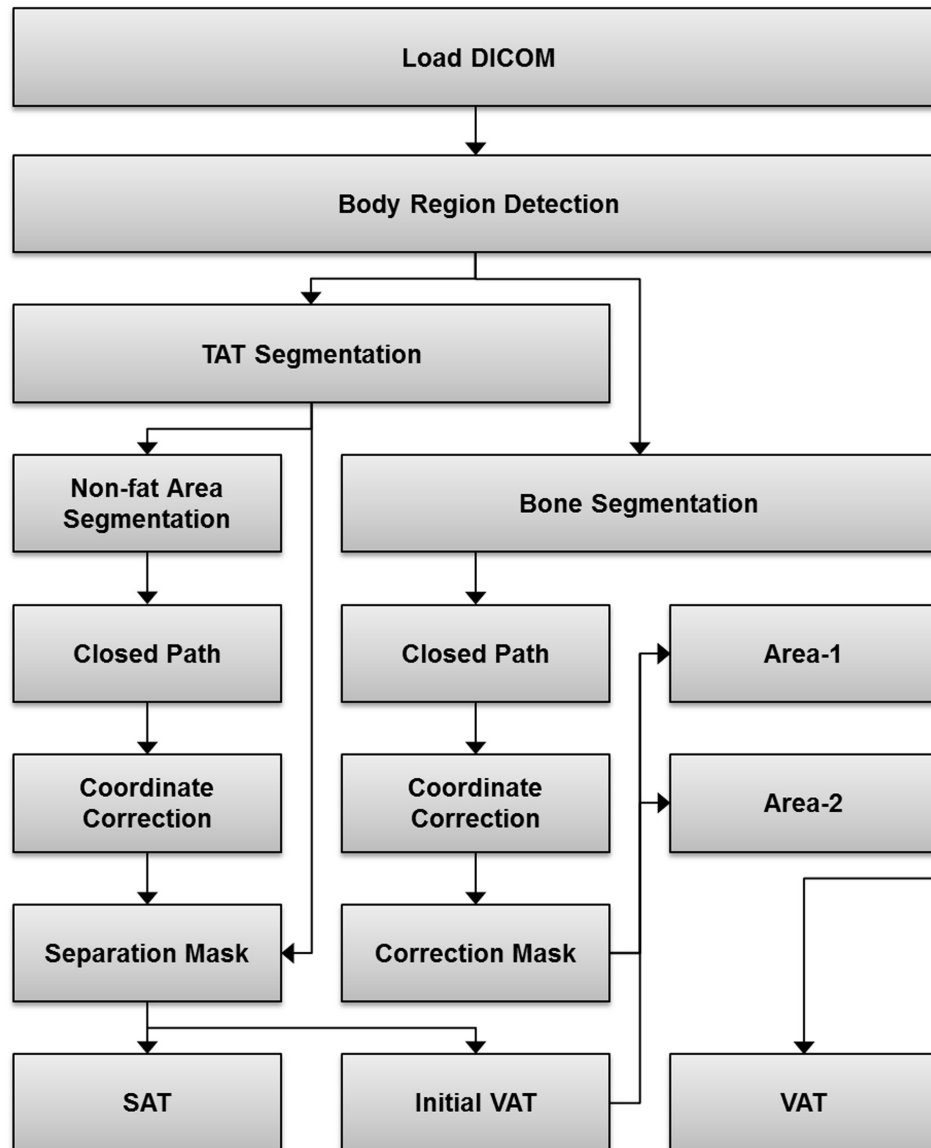 Load DICOM
Body Region Detection
TAT Segmentation
Non-fat Area
Segmentation
Bone Segmentation
Closed Path
Closed Path
Area-1
Coordinate
Correction
Coordinate
Correction
Area-2
Separation Mask
Correction Mask
SAT
Initial VAT
VAT